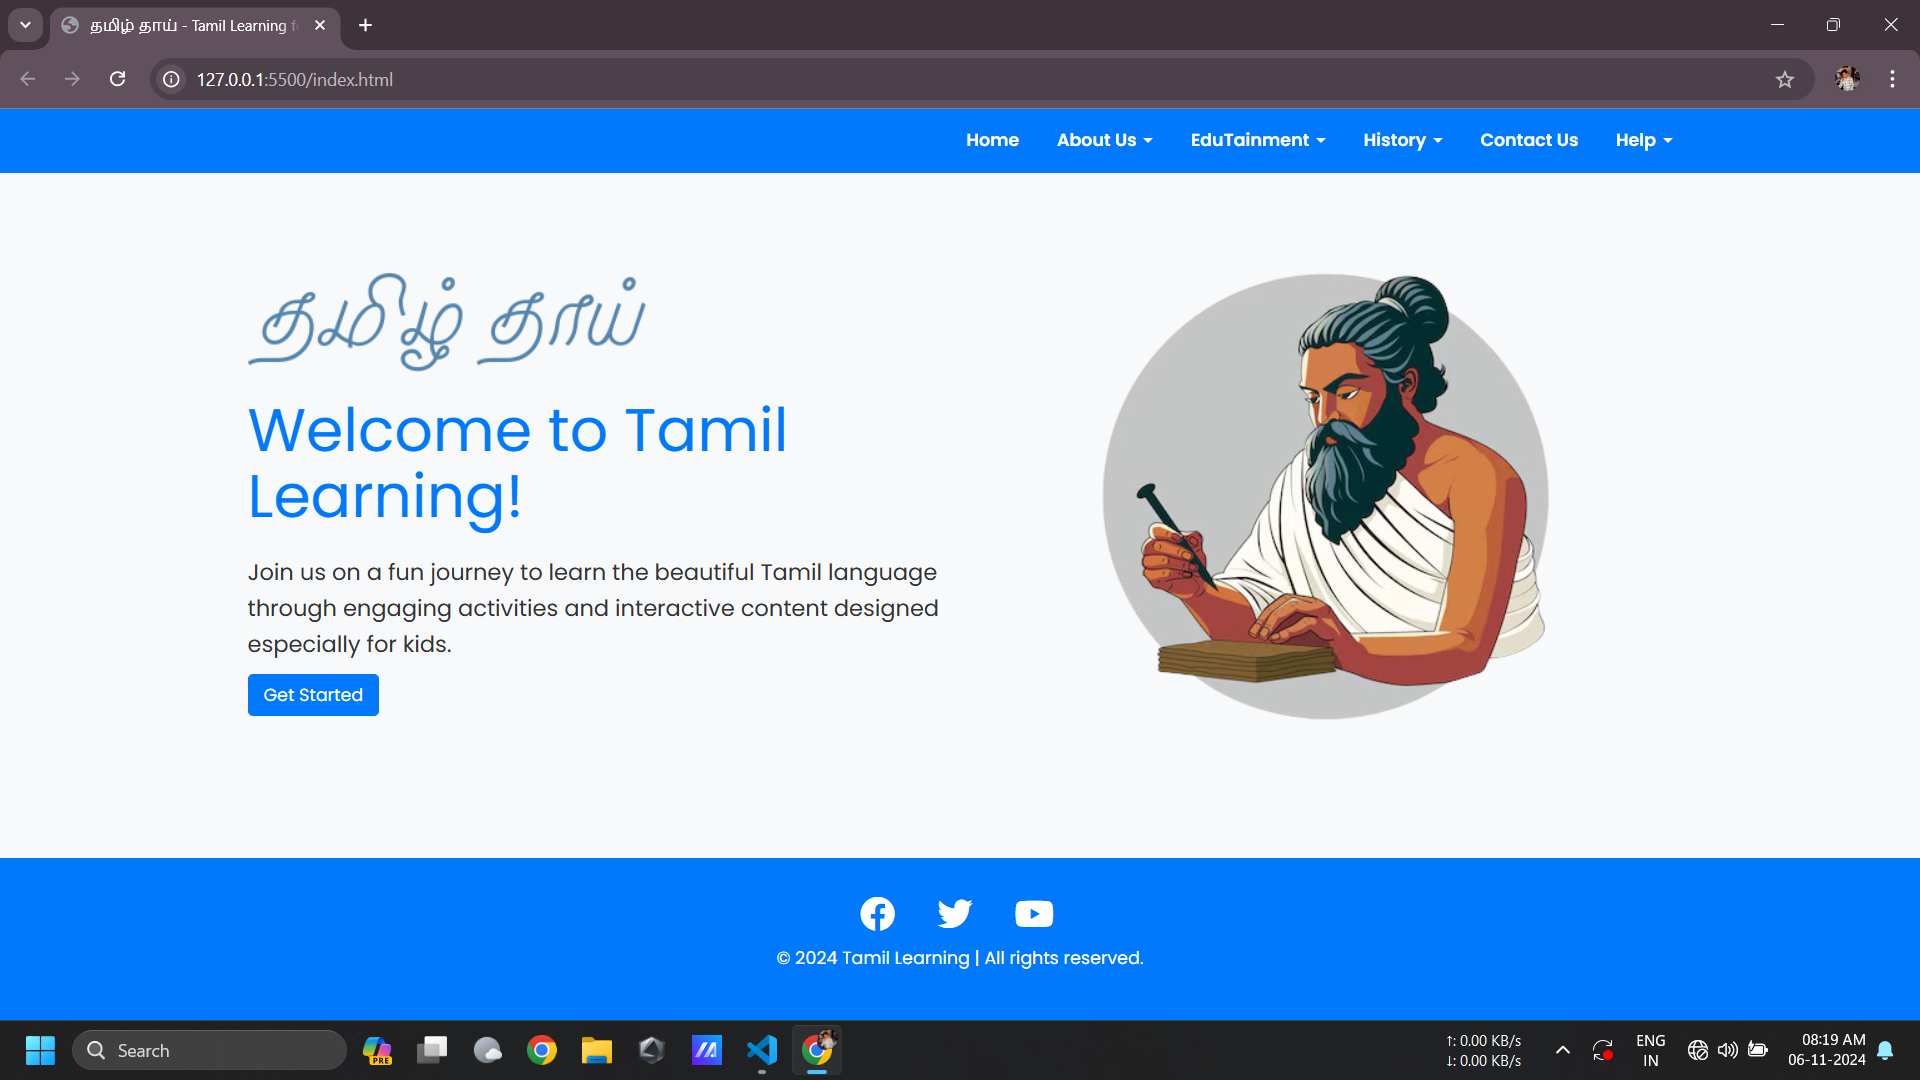 தமிழ் தாய் - Tamil Learning f
127.0.0.1:5500/index.html
Home About Us EduTainment History Contact Us Help
தமிழ் தாய்
Welcome to Tamil
Learning!
Join us on a fun journey to learn the beautiful Tamil language
through engaging activities and interactive content designed
especially for kids.
Get Started
© 2024 Tamil Learning | All rights reserved.
Search
PRE
↑: 0.00 KB/s
↓: 0.00 KB/s
ENG
IN
08:19 AM
06-11-2024